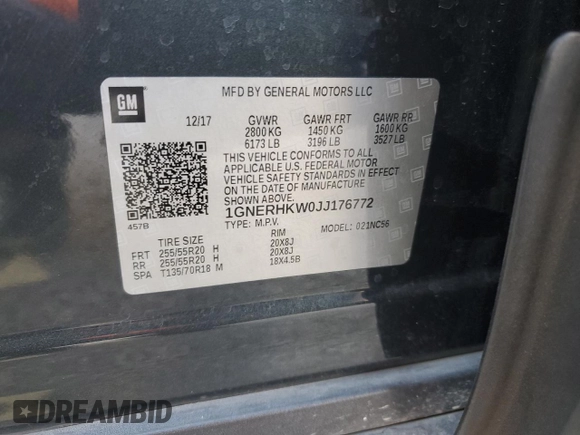 GM
MFD BY GENERAL MOTORS LLC
12/17 GVWR GAWR FRT GAWR RR
2800 KG 1450 KG 1600 KG
6173 LB 3196 LB 3527 LB
THIS VEHICLE CONFORMS TO ALL
APPLICABLE U.S. FEDERAL MOTOR
VEHICLE SAFETY STANDARDS IN EFFECT
ON THE DATE OF MANUFACTURE SHOWN ABOVE.
1GNERHKW0JJ176772
TYPE: M.P.V. MODEL: 021NC56
457B
TIRE SIZE RIM
FRT 255/55R20 H 20X8J
RR 255/55R20 H 20X8J
SPA T135/70R18 M 18X4.5B
DREAMBID